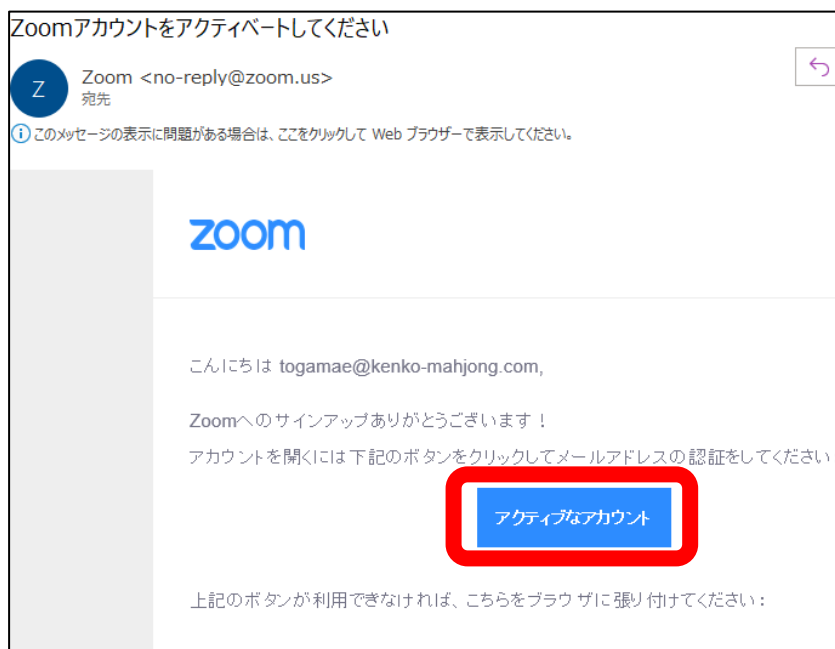 Zoomアカウントをアクティベートしてください
Z
Zoom <no-reply@zoom.us>
宛先
このメッセージの表示に問題がある場合は、ここをクリックして Web ブラウザーで表示してください。
zoom
こんにちは togamae@kenko-mahjong.com,
Zoomへのサインアップありがとうございます！
アカウントを開くには下記のボタンをクリックしてメールアドレスの認証をしてください
アクティブなアカウント
上記のボタンが利用できなければ、こちらをブラウザに張り付けてください：